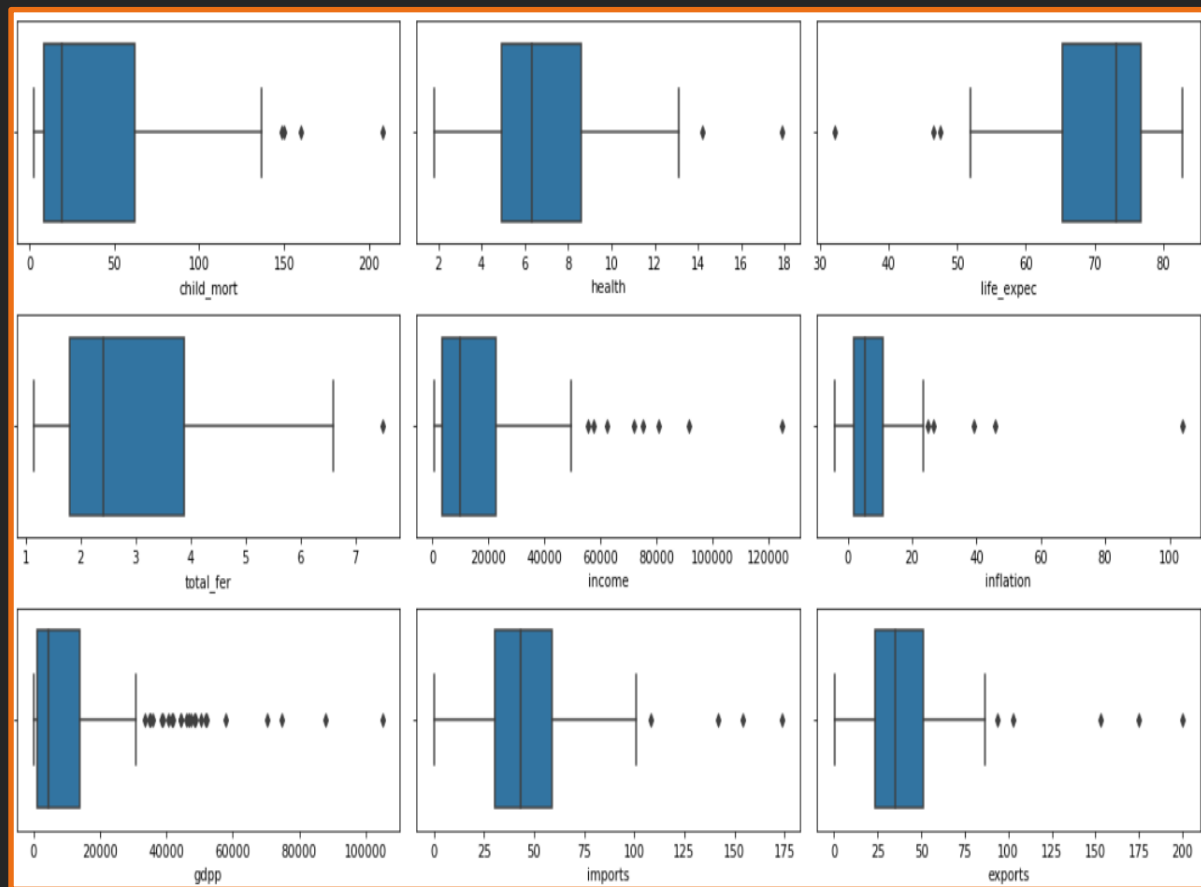 0 50 100 150 200
child_mort
2 4 6 8 10 12 14 16 18
health
30 40 50 60 70 80
life_expec
1 2 3 4 5 6 7
total_fer
0 20000 40000 60000 80000 100000 120000
income
0 20 40 60 80 100
inflation
0 20000 40000 60000 80000 100000
gdpp
0 25 50 75 100 125 150 175
imports
0 25 50 75 100 125 150 175 200
exports